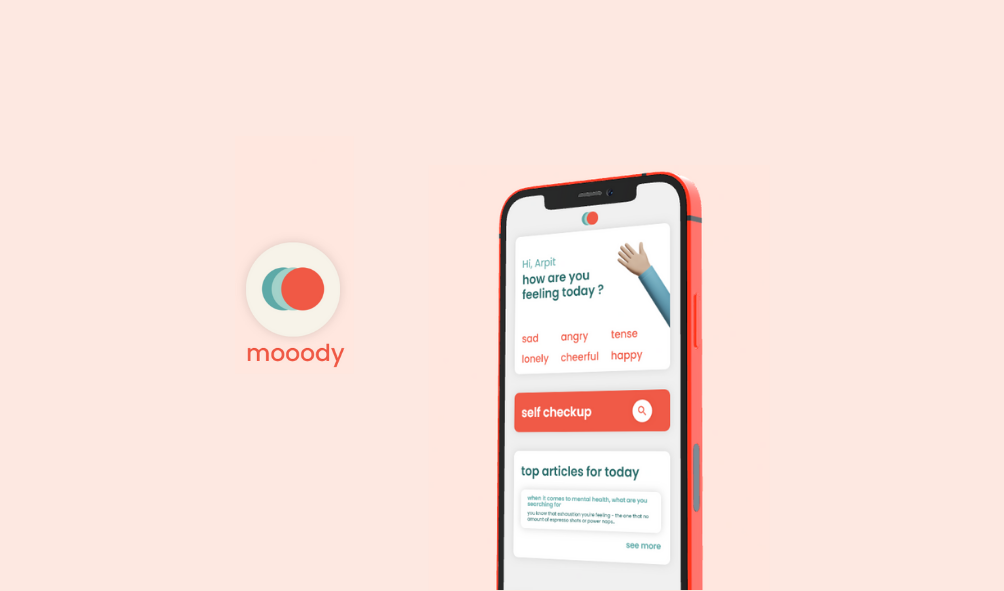 mooody
Hi, Arpit
how are you
feeling today ?
sad angry tense
lonely cheerful happy
self checkup
top articles for today
when it comes to mental health, what are you
searching for
you know that exhaustion you're feeling - the one that no
amount of espresso shots or power naps..
see more